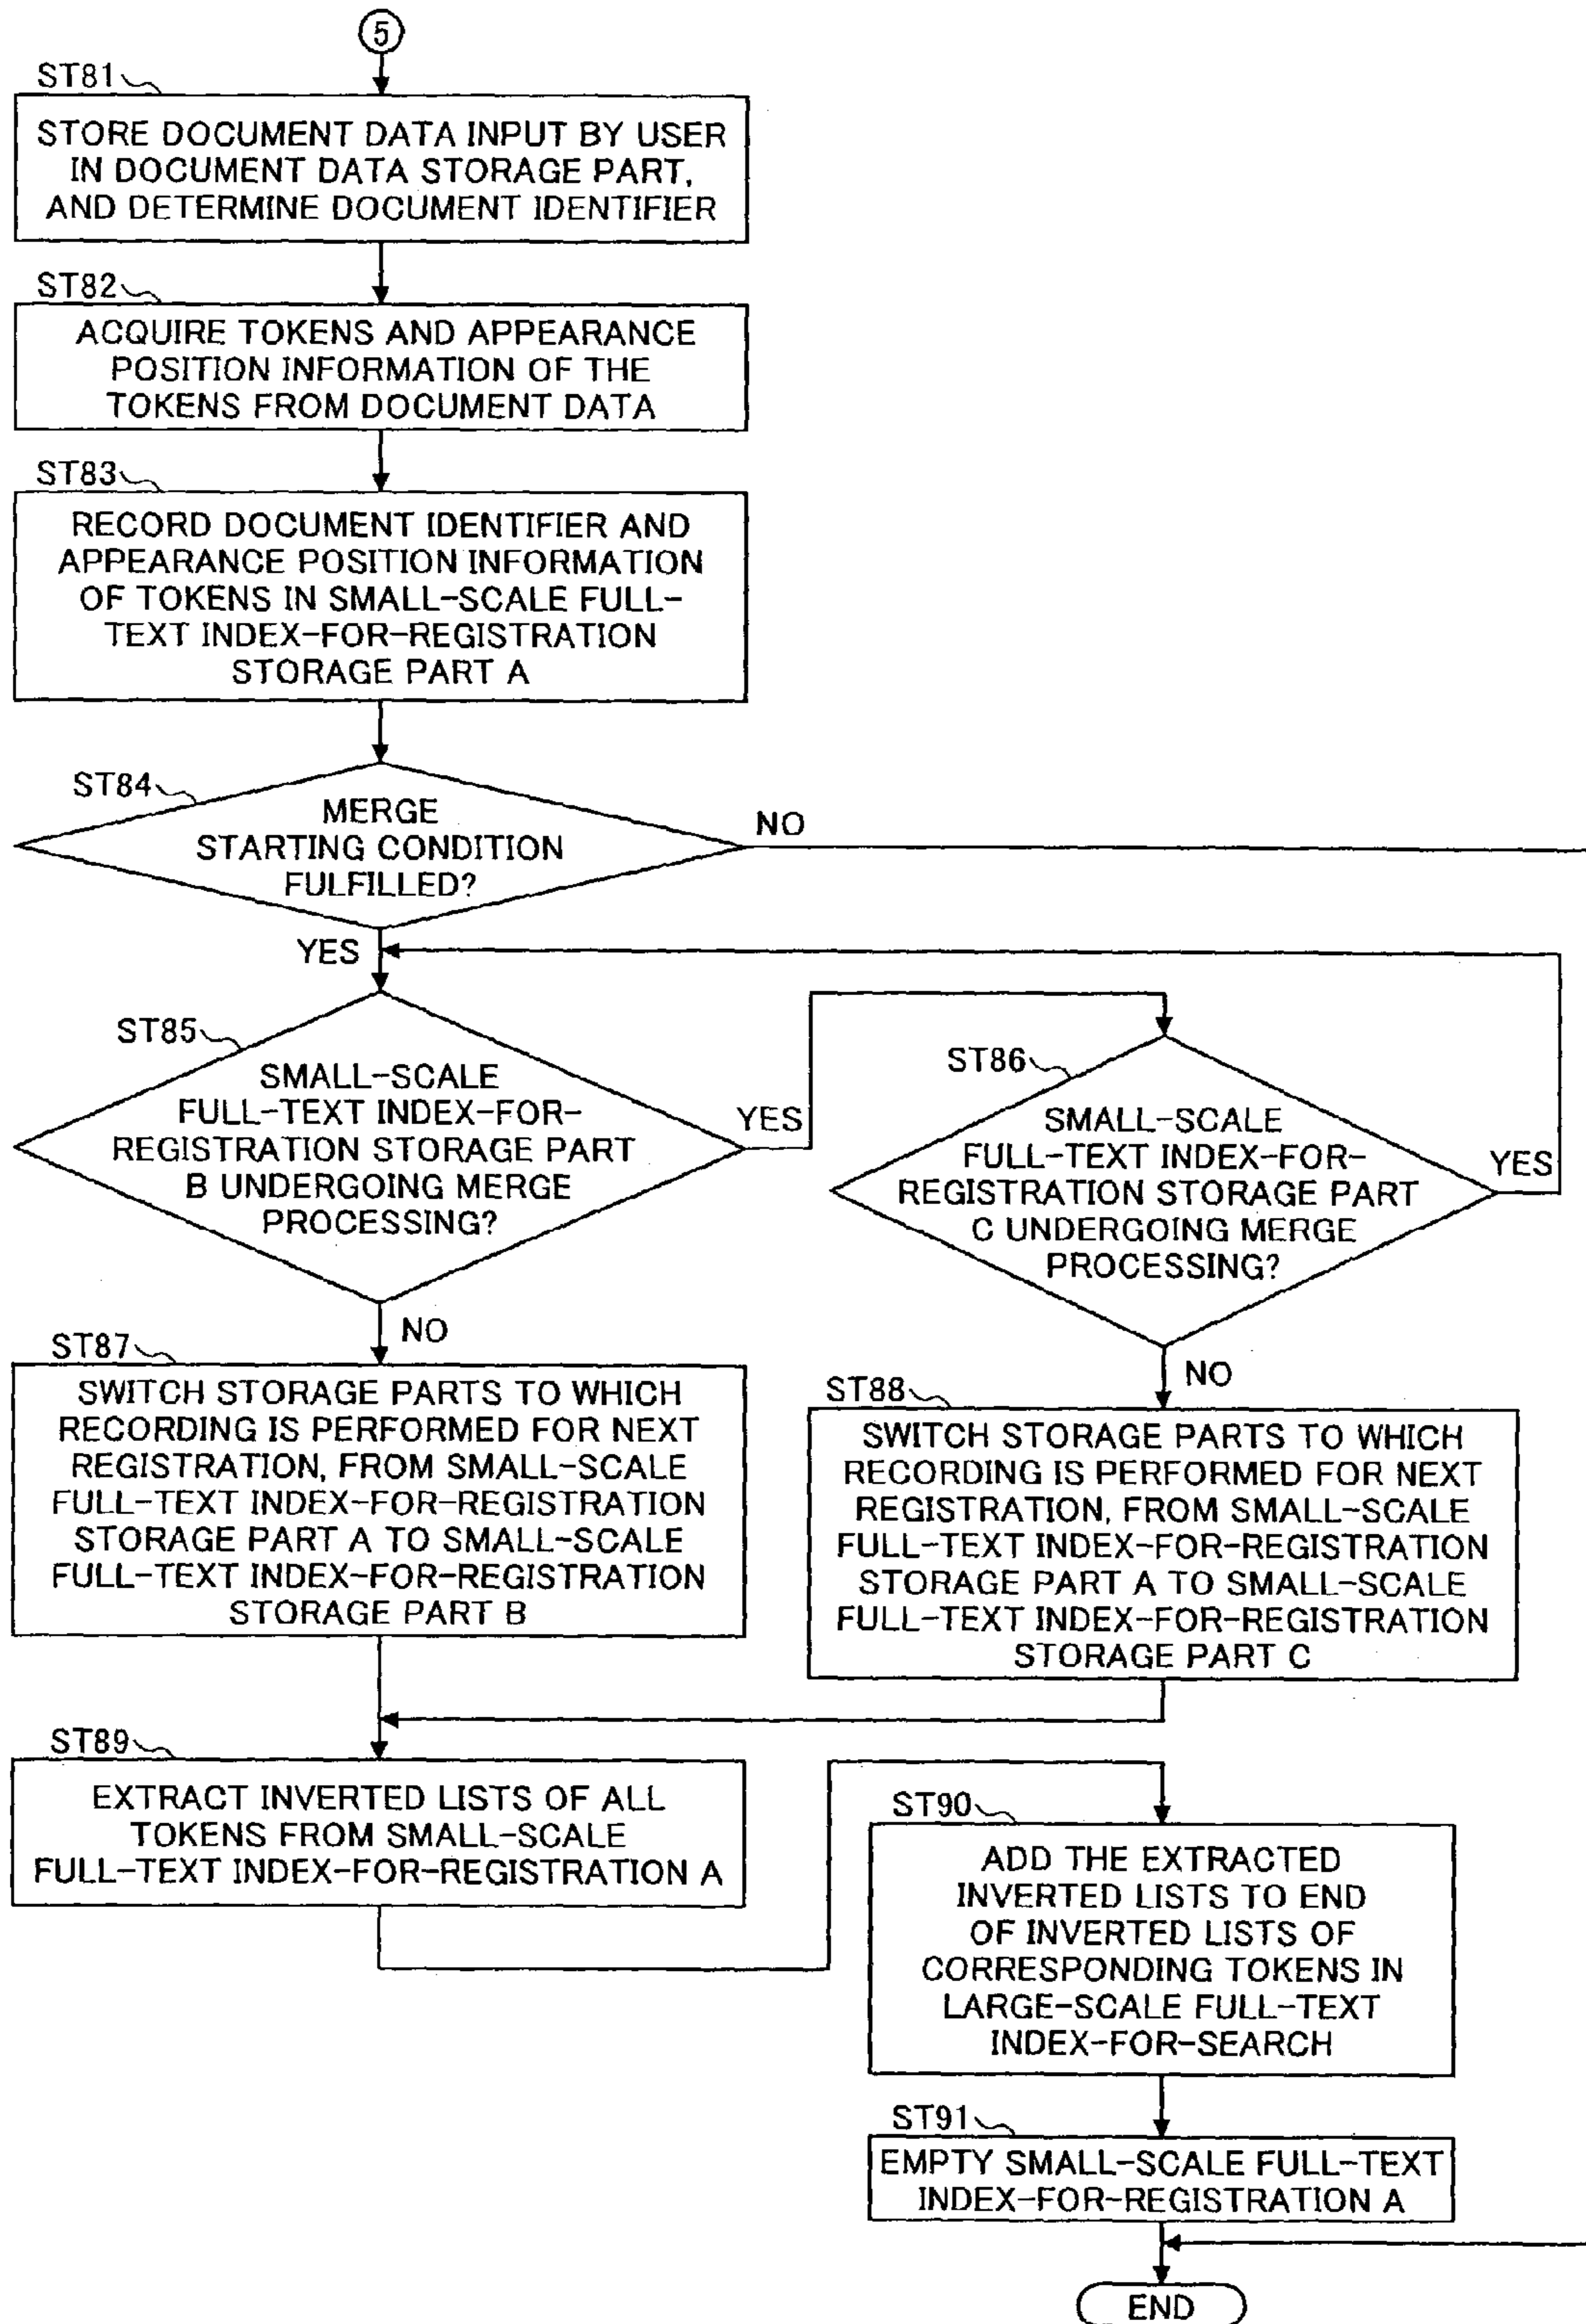 5
ST81
STORE DOCUMENT DATA INPUT BY USER
IN DOCUMENT DATA STORAGE PART,
AND DETERMINE DOCUMENT IDENTIFIER
ST82
ACQUIRE TOKENS AND APPEARANCE
POSITION INFORMATION OF THE
TOKENS FROM DOCUMENT DATA
ST83
RECORD DOCUMENT IDENTIFIER AND
APPEARANCE POSITION INFORMATION
OF TOKENS IN SMALL-SCALE FULL-
TEXT INDEX-FOR-REGISTRATION
STORAGE PART A
ST84
MERGE
STARTING CONDITION
FULFILLED?
NO
YES
ST85
SMALL-SCALE
FULL-TEXT INDEX-FOR-
REGISTRATION STORAGE PART
B UNDERGOING MERGE
PROCESSING?
YES
NO
ST86
SMALL-SCALE
FULL-TEXT INDEX-FOR-
REGISTRATION STORAGE PART
C UNDERGOING MERGE
PROCESSING?
YES
NO
ST87
SWITCH STORAGE PARTS TO WHICH
RECORDING IS PERFORMED FOR NEXT
REGISTRATION, FROM SMALL-SCALE
FULL-TEXT INDEX-FOR-REGISTRATION
STORAGE PART A TO SMALL-SCALE
FULL-TEXT INDEX-FOR-REGISTRATION
STORAGE PART B
ST88
SWITCH STORAGE PARTS TO WHICH
RECORDING IS PERFORMED FOR NEXT
REGISTRATION, FROM SMALL-SCALE
FULL-TEXT INDEX-FOR-REGISTRATION
STORAGE PART A TO SMALL-SCALE
FULL-TEXT INDEX-FOR-REGISTRATION
STORAGE PART C
ST89
EXTRACT INVERTED LISTS OF ALL
TOKENS FROM SMALL-SCALE
FULL-TEXT INDEX-FOR-REGISTRATION A
ST90
ADD THE EXTRACTED
INVERTED LISTS TO END
OF INVERTED LISTS OF
CORRESPONDING TOKENS IN
LARGE-SCALE FULL-TEXT
INDEX-FOR-SEARCH
ST91
EMPTY SMALL-SCALE FULL-TEXT
INDEX-FOR-REGISTRATION A
END